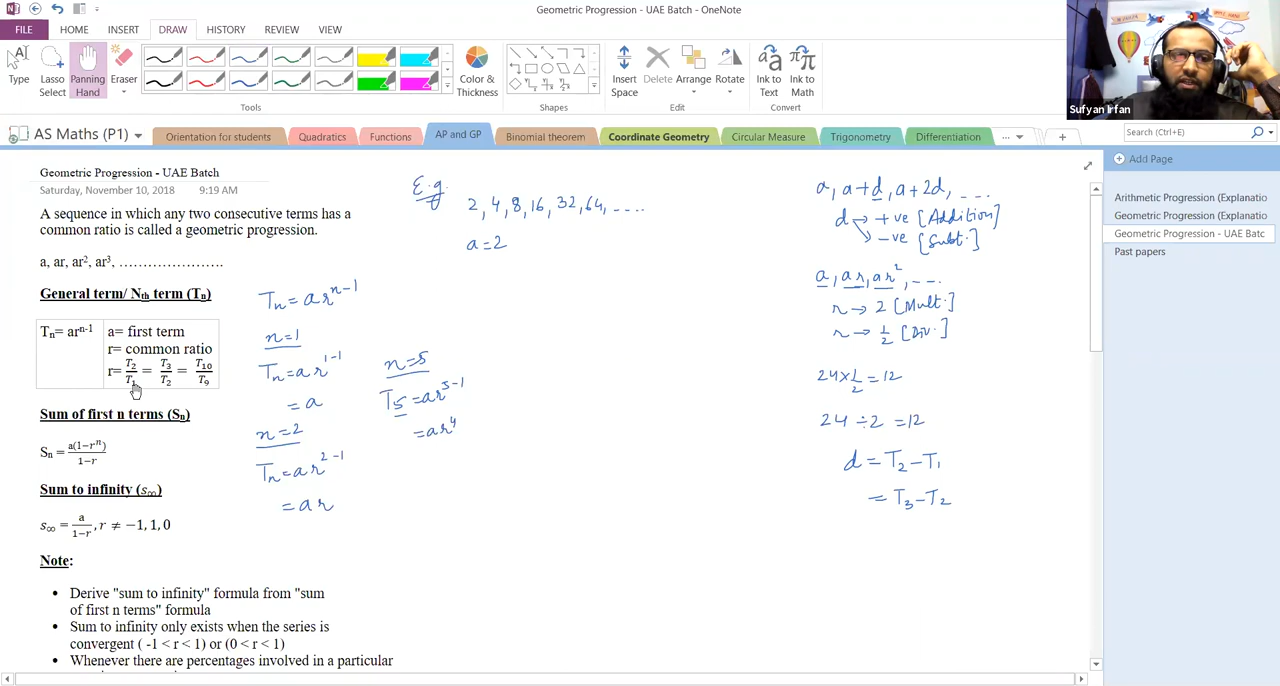 Geometric Progression - UAE Batch - OneNote
FILE HOME INSERT DRAW HISTORY REVIEW VIEW
Type
Lasso Select
Panning Hand
Eraser
Color & Thickness
Insert Space
Delete
Arrange
Rotate
Ink to Text
Ink to Math
Tools
Shapes
Edit
Convert
Sufyan Irfan
AS Maths (P1)
Orientation for students
Quadratics
Functions
AP and GP
Binomial theorem
Coordinate Geometry
Circular Measure
Trigonometry
Differentiation
Search (Ctrl+E)
Add Page
Arithmetic Progression (Explanatio
Geometric Progression (Explanatio
Geometric Progression - UAE Batc
Past papers
Geometric Progression - UAE Batch
Saturday, November 10, 2018 9:19 AM
A sequence in which any two consecutive terms has a
common ratio is called a geometric progression.
a, ar, ar², ar³, ……………………
General term/ Nth term (Tn)
Tn= arⁿ⁻¹
a= first term
r= common ratio
r= T₂/T₁ = T₃/T₂ = T₁₀/T₉
Sum of first n terms (Sn)
Sn = a(1−rⁿ)/1−r
Sum to infinity (s∞)
s∞ = a/1−r, r ≠ −1, 1, 0
Note:
• Derive "sum to infinity" formula from "sum
of first n terms" formula
• Sum to infinity only exists when the series is
convergent ( -1 < r < 1) or (0 < r < 1)
• Whenever there are percentages involved in a particular
Tn = arⁿ⁻¹
n=1
Tn = ar¹⁻¹
= a
n=2
Tn = ar²⁻¹
= ar
n=5
T5 = ar⁵⁻¹
= ar⁴
E.g.
2, 4, 8, 16, 32, 64, ....
a=2
a, a+d, a+2d, ....
d → +ve [Addition]
→ -ve [Subt.]
a, ar, ar², ....
r → 2 [Mult.]
r → 1/2 [Div.]
24 × 1/2 = 12
24 ÷ 2 = 12
d = T₂ − T₁
= T₃ − T₂